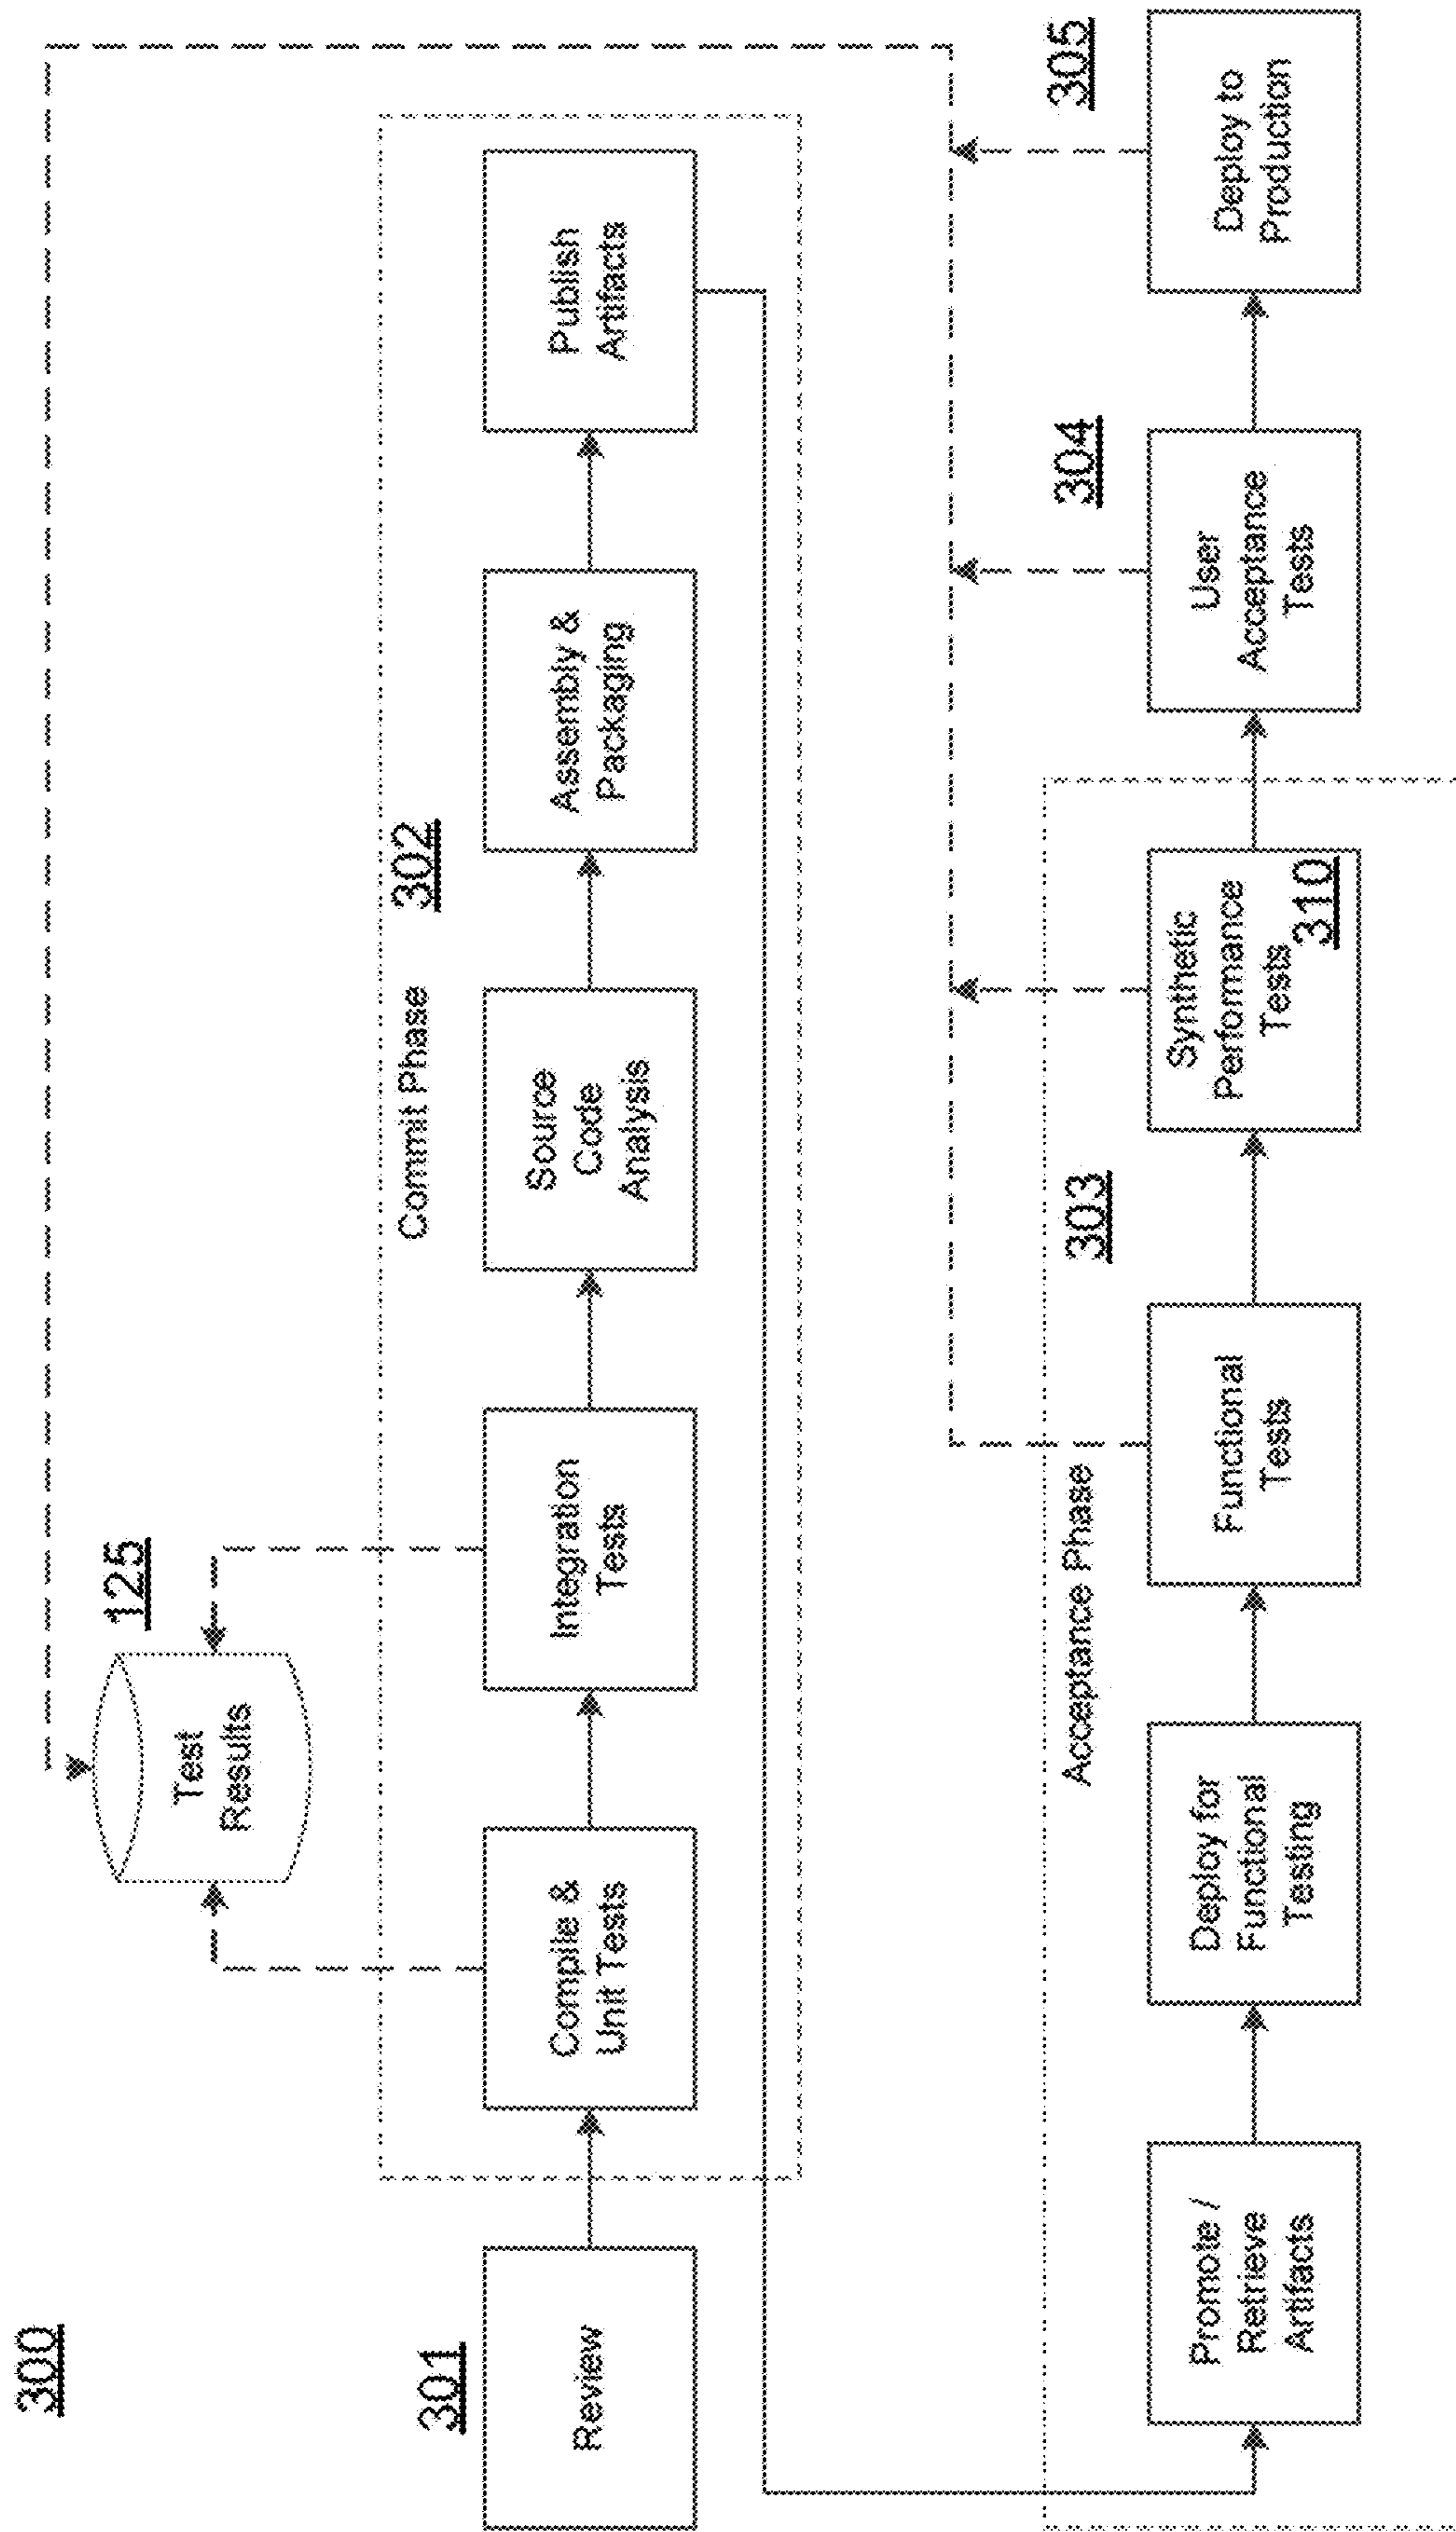 300
125
Test
Results
301
Review
Commit Phase
302
Compile &
Unit Tests
Integration
Tests
Source
Code
Analysis
Assembly &
Packaging
Publish
Artifacts
Acceptance Phase
303
304
305
Promote /
Retrieve
Artifacts
Deploy for
Functional
Testing
Functional
Tests
Synthetic
Performance
Tests
310
User
Acceptance
Tests
Deploy to
Production